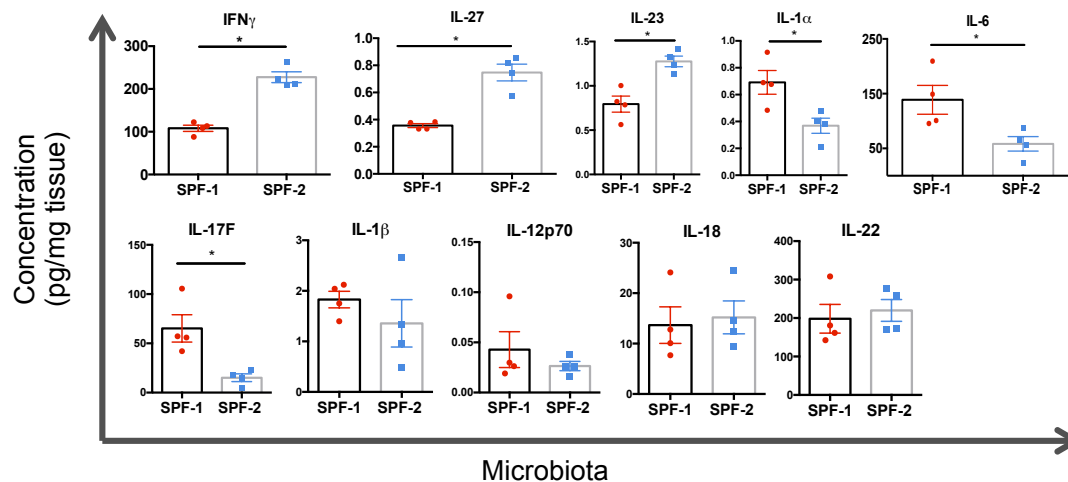 IFNγ
*
300
200
100
0
SPF-1 SPF-2
IL-27
*
1.0
0.8
0.6
0.4
0.2
0.0
SPF-1 SPF-2
IL-23
*
1.5
1.0
0.5
0.0
SPF-1 SPF-2
IL-1α
*
1.0
0.8
0.6
0.4
0.2
0.0
SPF-1 SPF-2
IL-6
*
250
150
50
SPF-1 SPF-2
IL-17F
*
150
100
50
0
SPF-1 SPF-2
IL-1β
3
2
1
0
SPF-1 SPF-2
IL-12p70
0.15
0.10
0.05
0.00
SPF-1 SPF-2
IL-18
30
20
10
0
SPF-1 SPF-2
IL-22
400
300
200
100
0
SPF-1 SPF-2
Concentration
(pg/mg tissue)
Microbiota